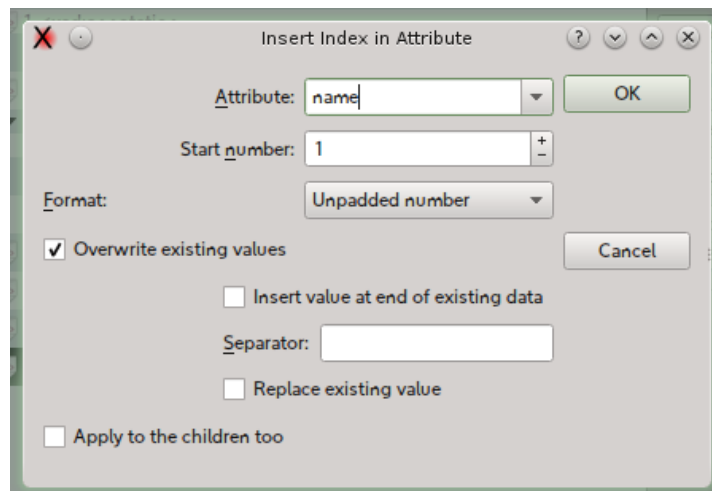 Insert Index in Attribute
Attribute: name OK
Start number: 1
Format: Unpadded number
Overwrite existing values Cancel
Insert value at end of existing data
Separator:
Replace existing value
Apply to the children too